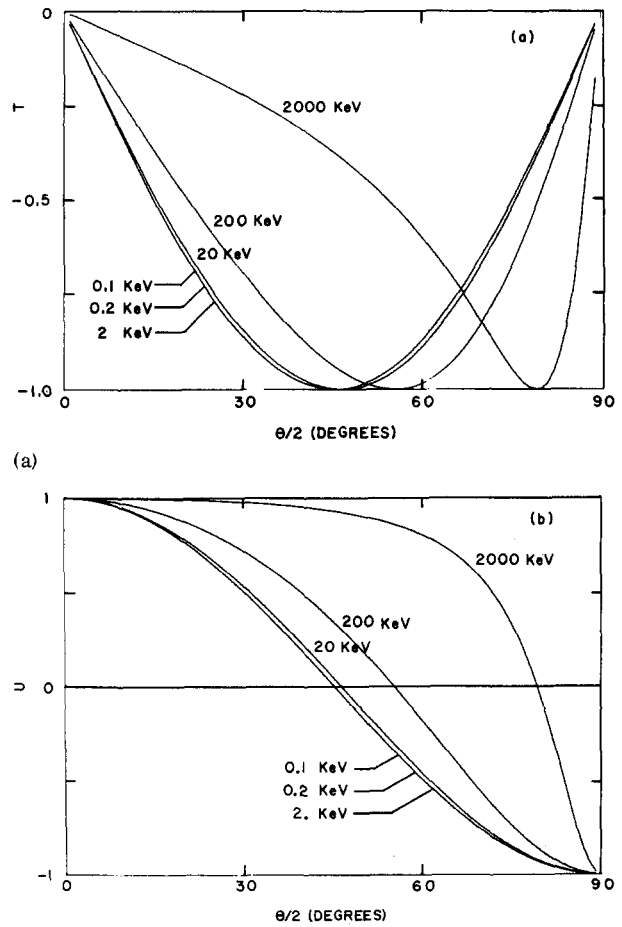 0
(a)
2000 KeV
T
-0.5
200 KeV
20 KeV
0.1 KeV
0.2 KeV
2 KeV
-1.0
0 30 60 90
θ/2 (DEGREES)
(a)
1
(b)
2000 KeV
200 KeV
20 KeV
U
0
0.1 KeV
0.2 KeV
2. KeV
-1
0 30 60 90
θ/2 (DEGREES)